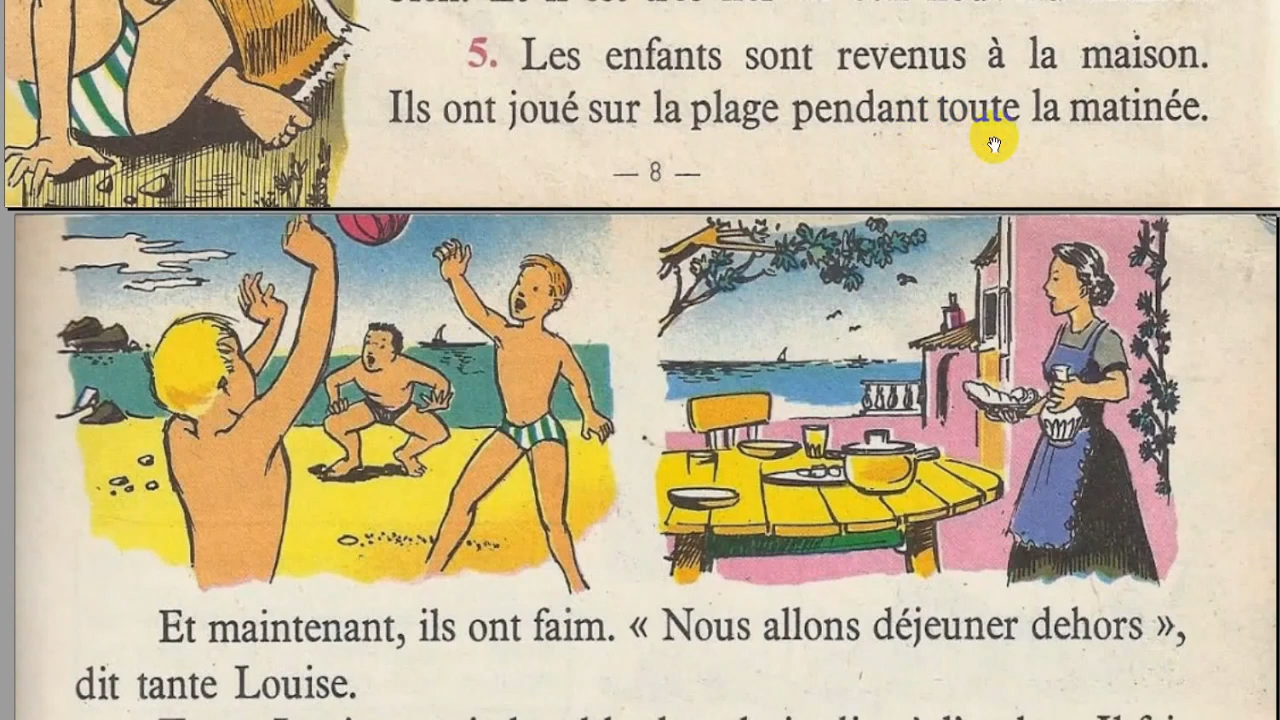 5. Les enfants sont revenus à la maison.
Ils ont joué sur la plage pendant toute la matinée.
— 8 —
Et maintenant, ils ont faim. « Nous allons déjeuner dehors »,
dit tante Louise.